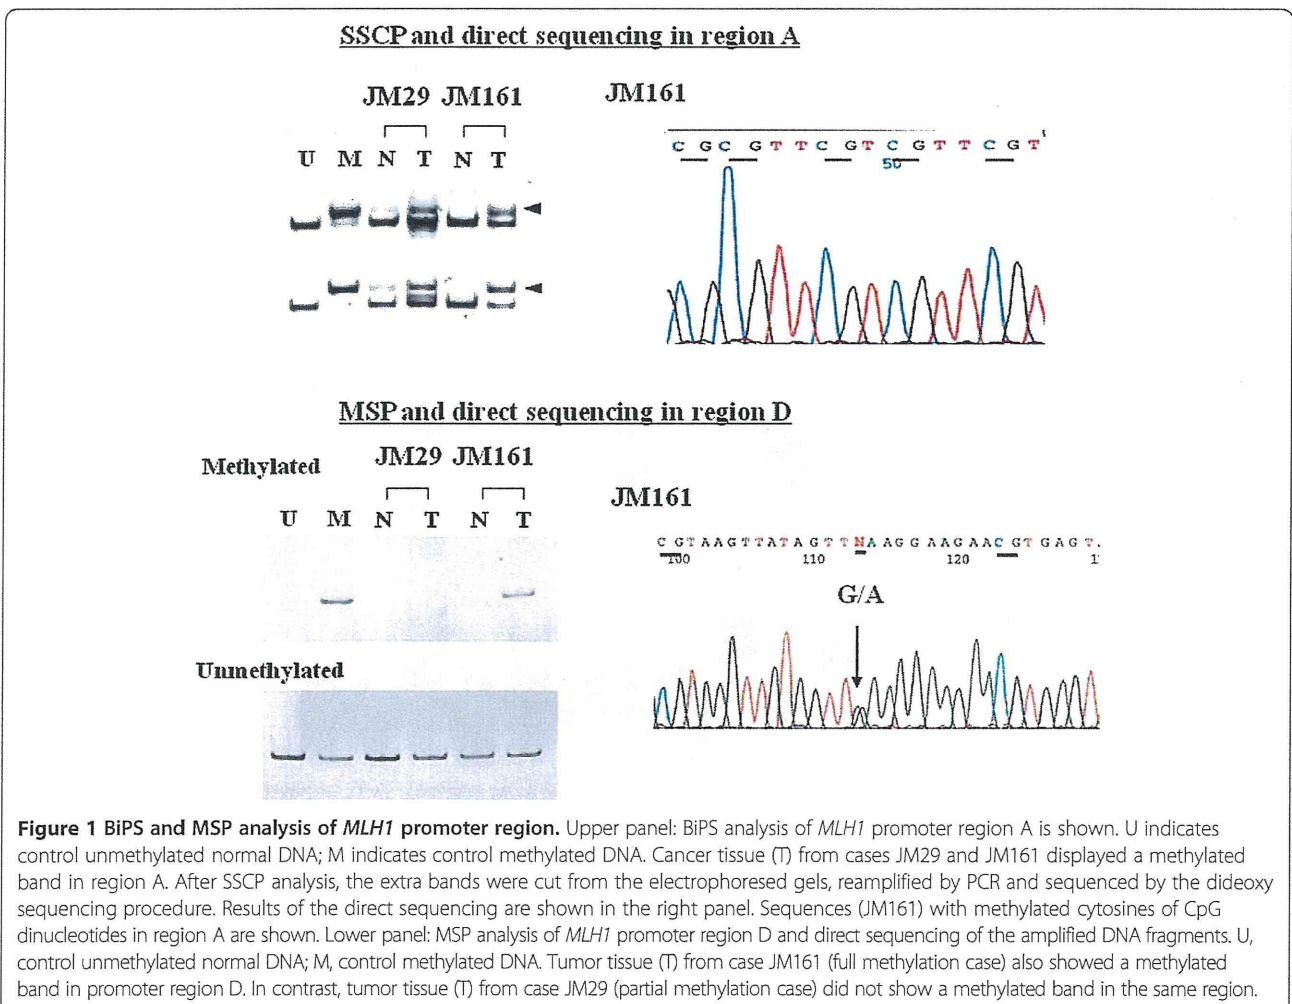 SSCP and direct sequencing in region A
JM29 JM161
JM161
U M N T N T
C G C G T T C G T C G T T C G T
50
MSP and direct sequencing in region D
Methylated
JM29 JM161
JM161
U M N T N T
C G T A A G T T A T A G T T N A A G G A A G A A C G T G A G T.
100 110 120 1
G/A
Unmethylated
Figure 1 BiPS and MSP analysis of MLH1 promoter region. Upper panel: BiPS analysis of MLH1 promoter region A is shown. U indicates
control unmethylated normal DNA; M indicates control methylated DNA. Cancer tissue (T) from cases JM29 and JM161 displayed a methylated
band in region A. After SSCP analysis, the extra bands were cut from the electrophoresed gels, reamplified by PCR and sequenced by the dideoxy
sequencing procedure. Results of the direct sequencing are shown in the right panel. Sequences (JM161) with methylated cytosines of CpG
dinucleotides in region A are shown. Lower panel: MSP analysis of MLH1 promoter region D and direct sequencing of the amplified DNA fragments. U,
control unmethylated normal DNA; M, control methylated DNA. Tumor tissue (T) from case JM161 (full methylation case) also showed a methylated
band in promoter region D. In contrast, tumor tissue (T) from case JM29 (partial methylation case) did not show a methylated band in the same region.